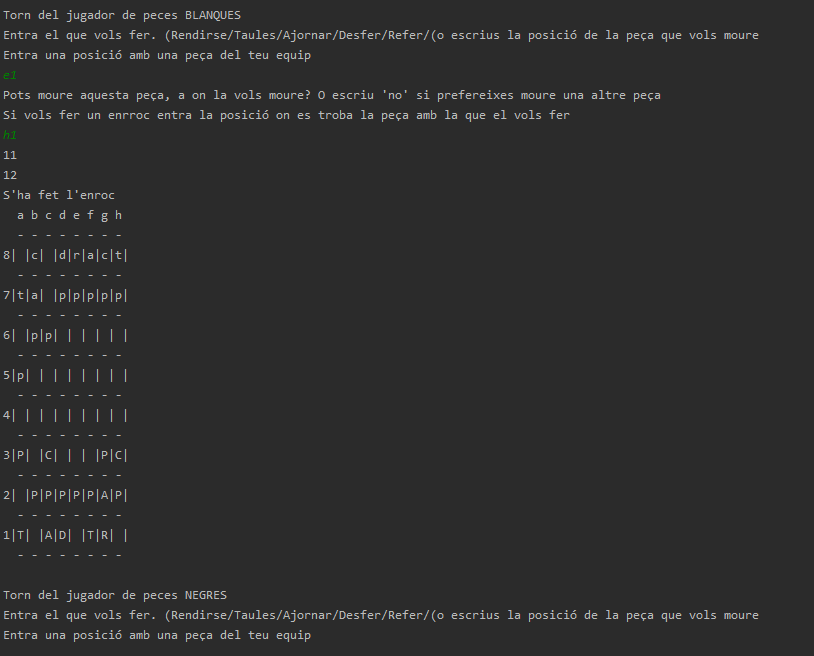 Torn del jugador de peces BLANQUES
Entra el que vols fer. (Rendirse/Taules/Ajornar/Desfer/Refer/(o escrius la posició de la peça que vols moure
Entra una posició amb una peça del teu equip
e1
Pots moure aquesta peça, a on la vols moure? O escriu 'no' si prefereixes moure una altre peça
Si vols fer un enrroc entra la posició on es troba la peça amb la que el vols fer
h1
11
12
S'ha fet l'enroc
  a b c d e f g h
  - - - - - - - -
8| |c| |d|r|a|c|t|
  - - - - - - - -
7|t|a| |p|p|p|p|p|
  - - - - - - - -
6| |p|p| | | | | |
  - - - - - - - -
5|p| | | | | | | |
  - - - - - - - -
4| | | | | | | | |
  - - - - - - - -
3|P| |C| | | |P|C|
  - - - - - - - -
2| |P|P|P|P|P|A|P|
  - - - - - - - -
1|T| |A|D| |T|R| |
  - - - - - - - -
Torn del jugador de peces NEGRES
Entra el que vols fer. (Rendirse/Taules/Ajornar/Desfer/Refer/(o escrius la posició de la peça que vols moure
Entra una posició amb una peça del teu equip